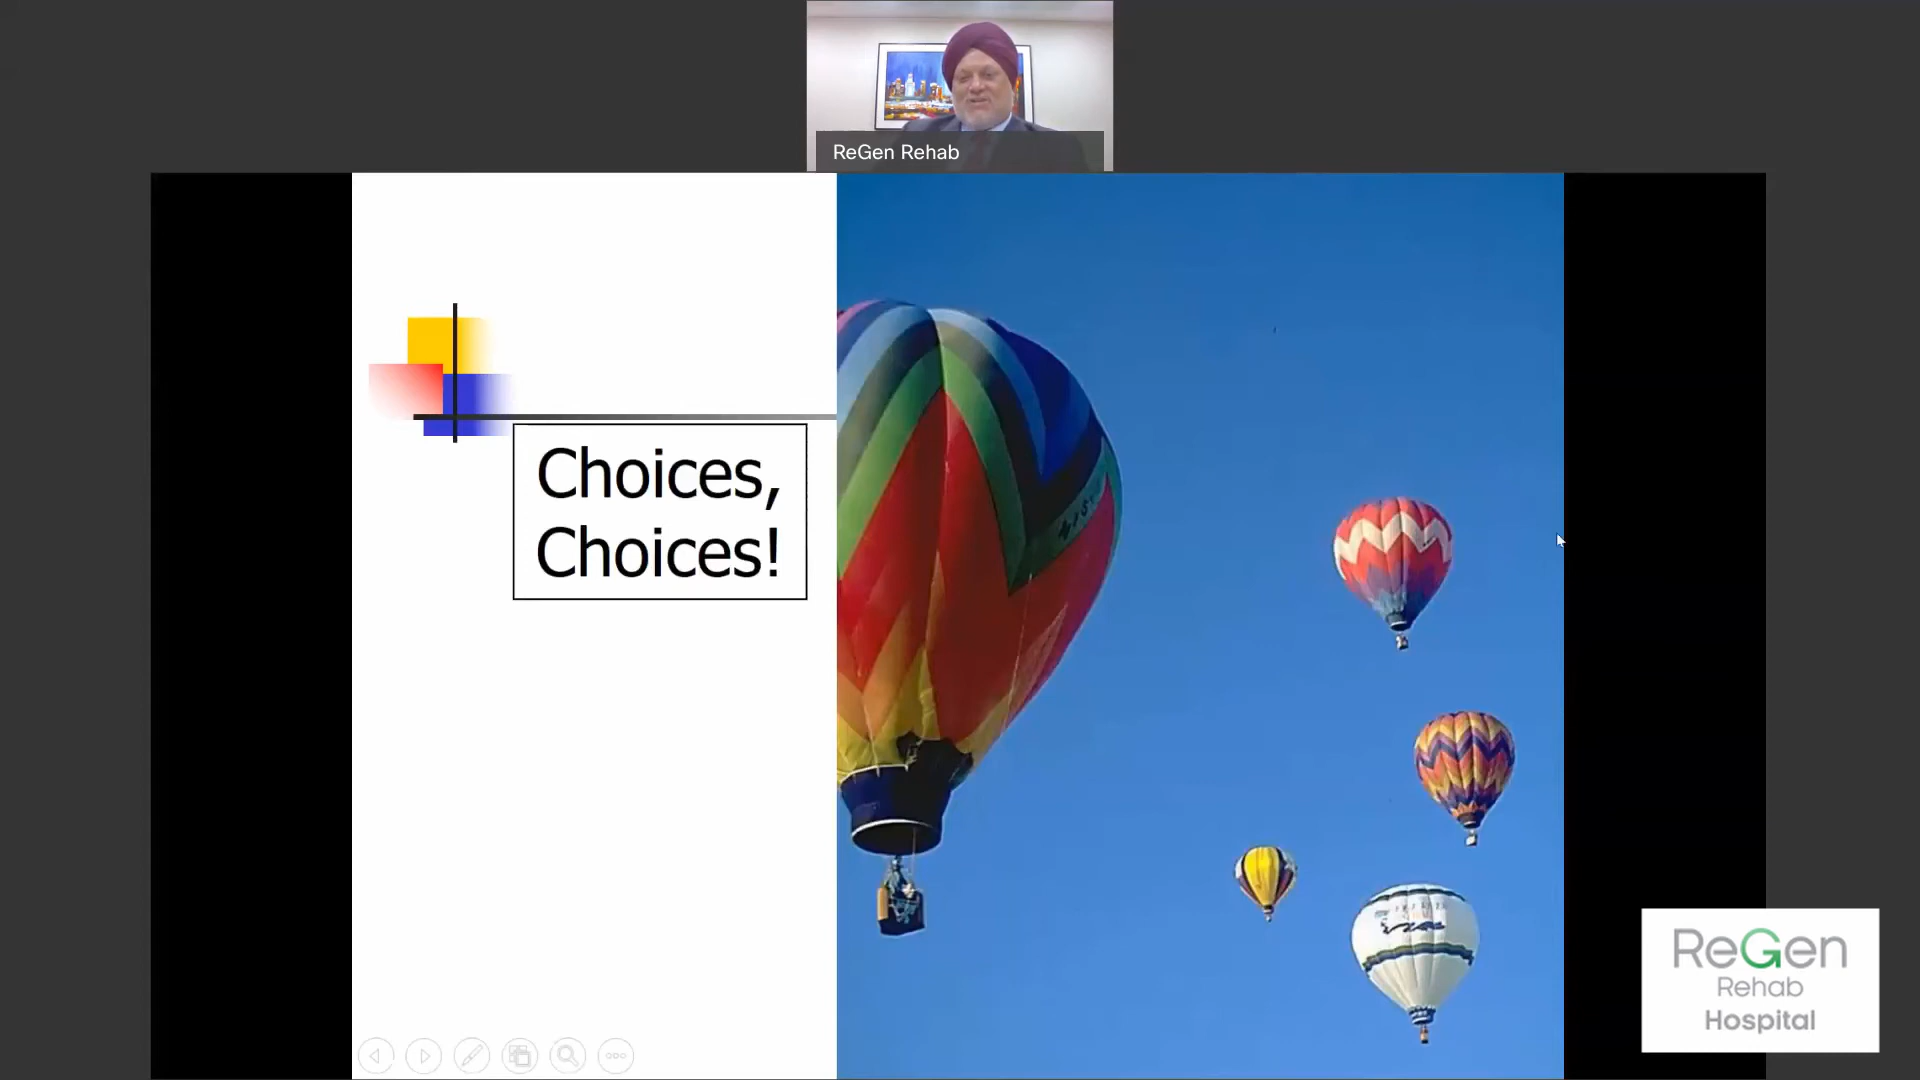 ReGen Rehab
Choices,
Choices!
ReGen
Rehab
Hospital